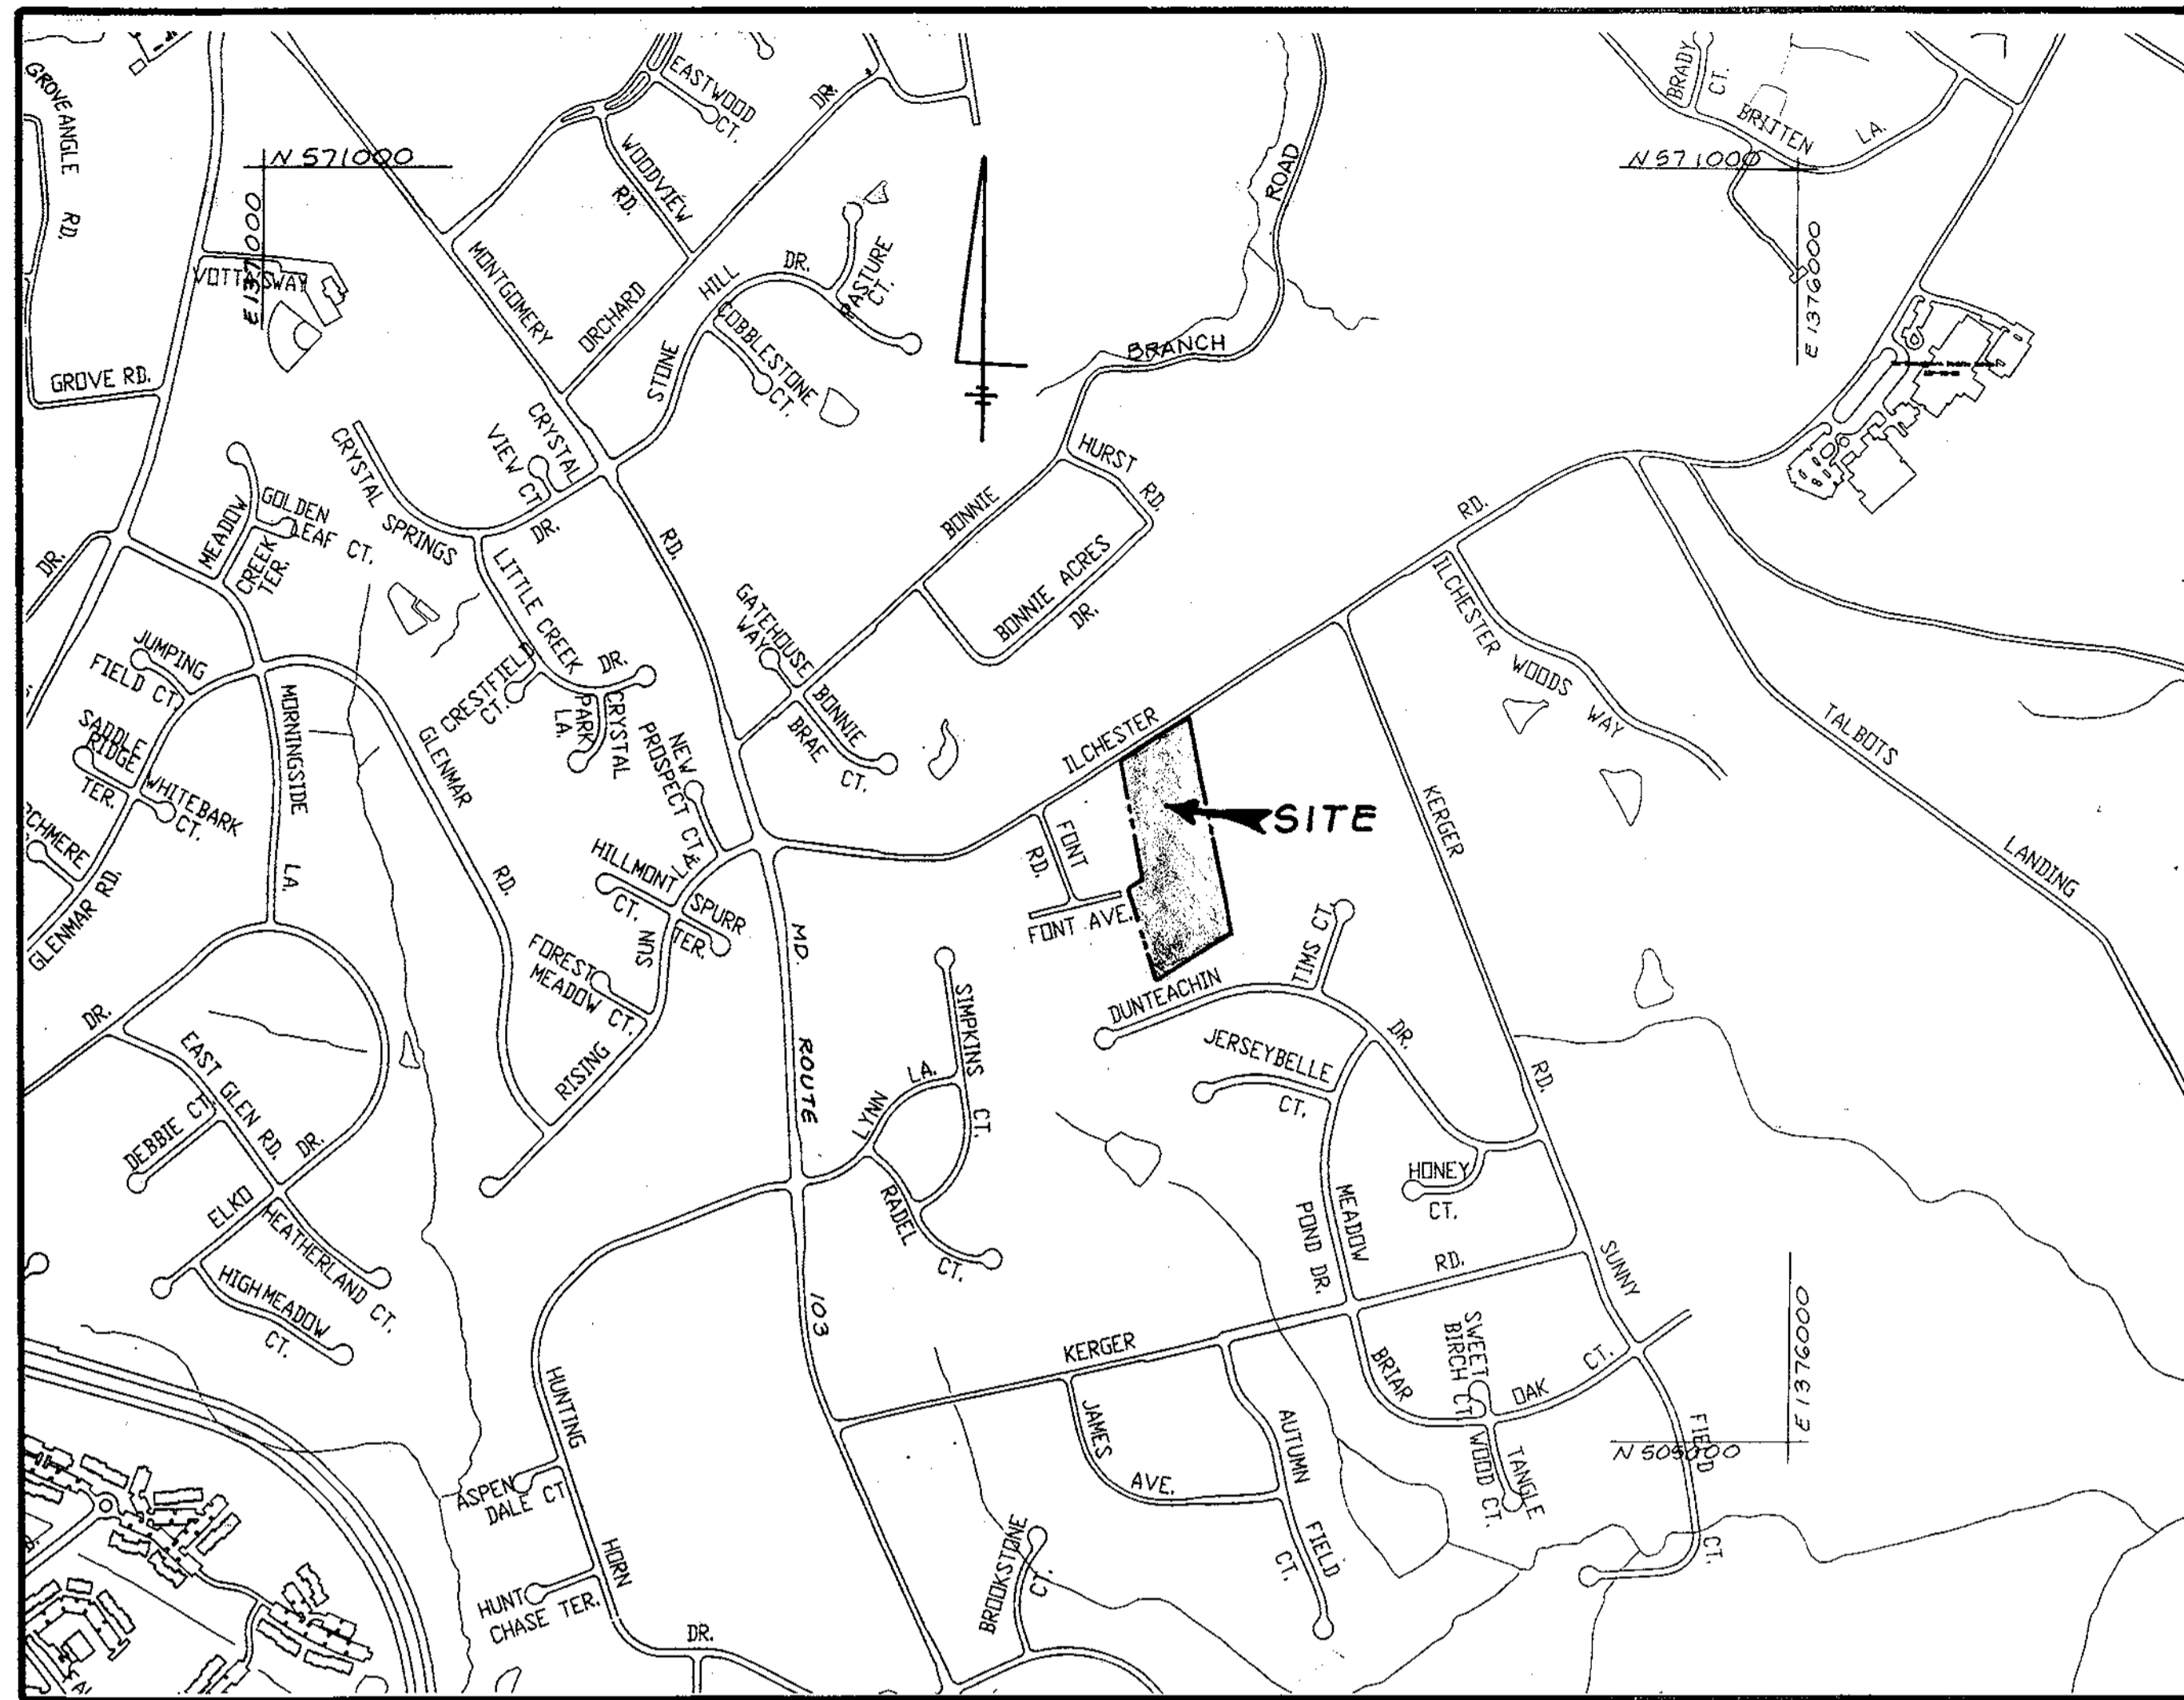 GROVEANGLE RD.
N 571000
E 137 000
VOTTA SWAY
GROVE RD.
EASTWOOD CT.
WOODVIEW RD.
DR.
ORCHARD
MONTGOMERY
RD.
STONE HILL DR.
PASTURE CT.
COBBLESTONE CT.
BRADY CT.
BRITTEN LA.
N 571000
E 1376000
ROAD
BRANCH
BONNIE
HURST RD.
BONNIE ACRES DR.
CRYSTAL VIEW CT.
CRYSTAL SPRINGS DR.
MEADOW CREEK TER.
GOLDEN LEAF CT.
DR.
LITTLE CREEK DR.
CRESTFIELD CT.
CRYSTAL PARK LA.
GATEHOUSE WAY
BONNIE BRAE CT.
JUMPING FIELD CT.
SADDLE RIDGE TER.
WHITEBARK CT.
GLENMAR RD.
MORNINGSIDE LA.
GLENMAR RD.
NEW PROSPECT CT.
HILLMONT CT.
SPURR TER.
FOREST MEADOW CT.
RISING SUN LA.
ILCHESTER RD.
ILCHESTER WOODS WAY
TALBOTS LANDING
KERGER RD.
SITE
FONT RD.
FONT AVE.
DUNTEACHIN DR.
TIMS CT.
JERSEYBELLE CT.
HONEY CT.
MEADOW POND DR.
MD. ROUTE 103
SIMPKINS CT.
LYNN LA.
RADEL CT.
DR.
EAST GLEN RD.
DEBBIE CT.
ELKO DR.
HEATHERLAND CT.
HIGH MEADOW CT.
HUNTING HORN DR.
ASPEN DALE CT.
HUNT CHASE TER.
KERGER RD.
JAMES AVE.
AUTUMN FIELD CT.
BROOKSTONE CT.
BRIAR OAK CT.
SWEET BIRCH CT.
TANGLE WOOD CT.
SUNNY FIELD CT.
N 505000
E 1376000